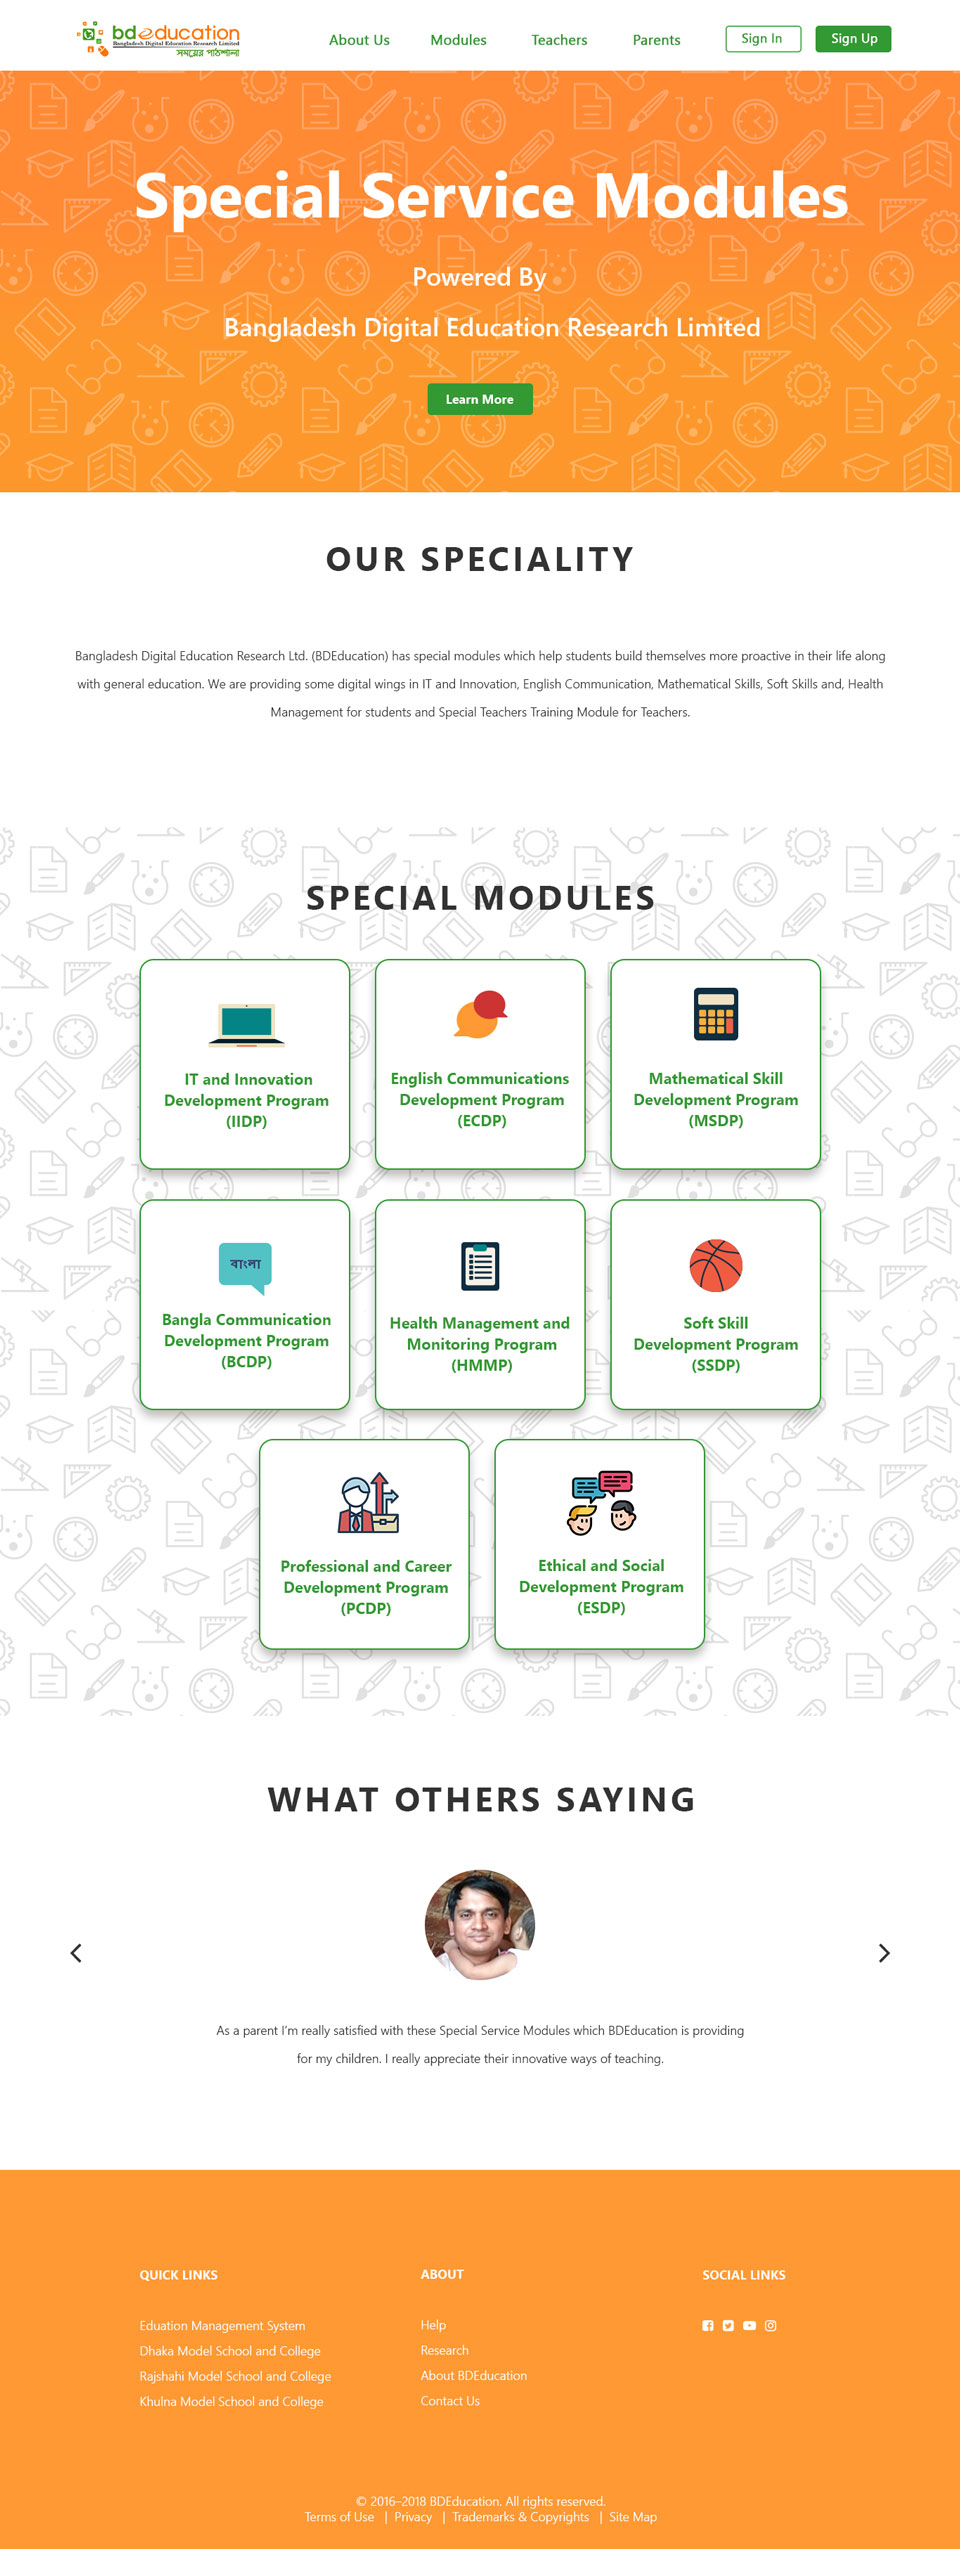 bdeducation
Bangladesh Digital Education Research Limited
সময়ের পাঠশালা
About Us
Modules
Teachers
Parents
Sign In
Sign Up
Special Service Modules
Powered By
Bangladesh Digital Education Research Limited
Learn More
OUR SPECIALITY
Bangladesh Digital Education Research Ltd. (BDEducation) has special modules which help students build themselves more proactive in their life along
with general education. We are providing some digital wings in IT and Innovation, English Communication, Mathematical Skills, Soft Skills and, Health
Management for students and Special Teachers Training Module for Teachers.
SPECIAL MODULES
IT and Innovation
Development Program
(IIDP)
English Communications
Development Program
(ECDP)
Mathematical Skill
Development Program
(MSDP)
বাংলা
Bangla Communication
Development Program
(BCDP)
Health Management and
Monitoring Program
(HMMP)
Soft Skill
Development Program
(SSDP)
Professional and Career
Development Program
(PCDP)
Ethical and Social
Development Program
(ESDP)
WHAT OTHERS SAYING
As a parent I'm really satisfied with these Special Service Modules which BDEducation is providing
for my children. I really appreciate their innovative ways of teaching.
QUICK LINKS
Eduation Management System
Dhaka Model School and College
Rajshahi Model School and College
Khulna Model School and College
ABOUT
Help
Research
About BDEducation
Contact Us
SOCIAL LINKS
© 2016–2018 BDEducation. All rights reserved.
Terms of Use | Privacy | Trademarks & Copyrights | Site Map